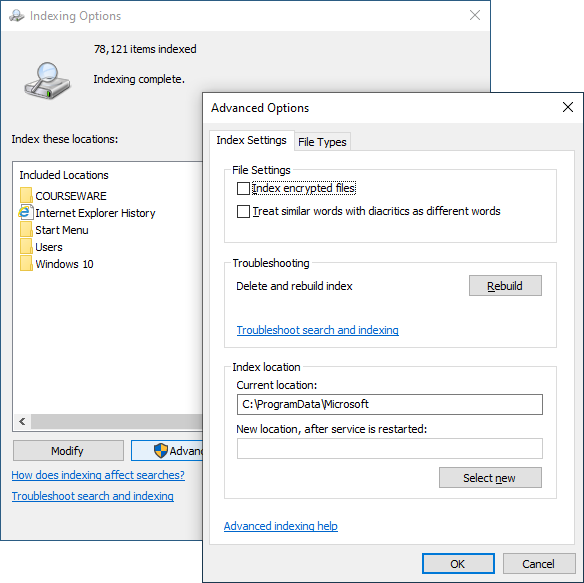 Indexing Options
78,121 items indexed
Indexing complete.
Index these locations:
Included Locations
COURSEWARE
Internet Explorer History
Start Menu
Users
Windows 10
Modify
Advan
How does indexing affect searches?
Troubleshoot search and indexing
Advanced Options
Index Settings
File Types
File Settings
Index encrypted files
Treat similar words with diacritics as different words
Troubleshooting
Delete and rebuild index
Rebuild
Troubleshoot search and indexing
Index location
Current location:
C:\ProgramData\Microsoft
New location, after service is restarted:
Select new
Advanced indexing help
OK
Cancel